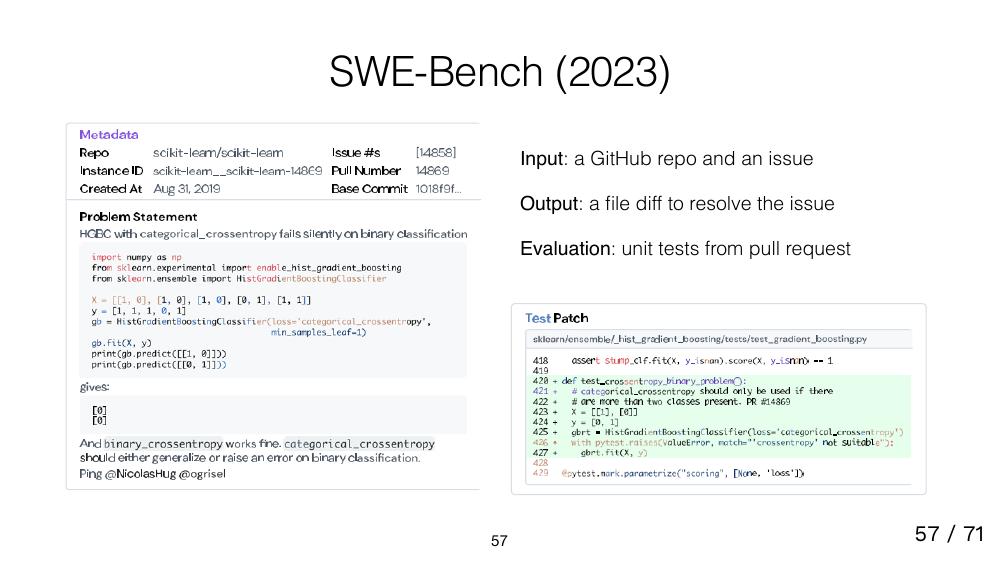 SWE-Bench (2023)
Metadata
Repo scikit-learn/scikit-learn Issue #s [14858]
Instance ID scikit-learn__scikit-learn-14869 Pull Number 14869
Created At Aug 31, 2019 Base Commit 1018f9f...
Problem Statement
HGBC with categorical_crossentropy fails silently on binary classification
import numpy as np
from sklearn.experimental import enable_hist_gradient_boosting
from sklearn.ensemble import HistGradientBoostingClassifier
X = [[1, 0], [1, 0], [1, 0], [0, 1], [1, 1]]
y = [1, 1, 1, 0, 1]
gb = HistGradientBoostingClassifier(loss='categorical_crossentropy',
min_samples_leaf=1)
gb.fit(X, y)
print(gb.predict([[1, 0]]))
print(gb.predict([[0, 1]]))
gives:
[0]
[0]
And binary_crossentropy works fine. categorical_crossentropy
should either generalize or raise an error on binary classification.
Ping @NicolasHug @ogrisel
Input: a GitHub repo and an issue
Output: a file diff to resolve the issue
Evaluation: unit tests from pull request
Test Patch
sklearn/ensemble/_hist_gradient_boosting/tests/test_gradient_boosting.py
418 assert stump_clf.fit(X, y_isnan).score(X, y_isnan) == 1
419
420 + def test_crossentropy_binary_problem():
421 + # categorical_crossentropy should only be used if there
422 + # are more than two classes present. PR #14869
423 + X = [[1], [0]]
424 + y = [0, 1]
425 + gbrt = HistGradientBoostingClassifier(loss='categorical_crossentropy')
426 + with pytest.raises(ValueError, match="'crossentropy' not suitable"):
427 + gbrt.fit(X, y)
428
429 @pytest.mark.parametrize("scoring", [None, 'loss'])
57
57 / 71